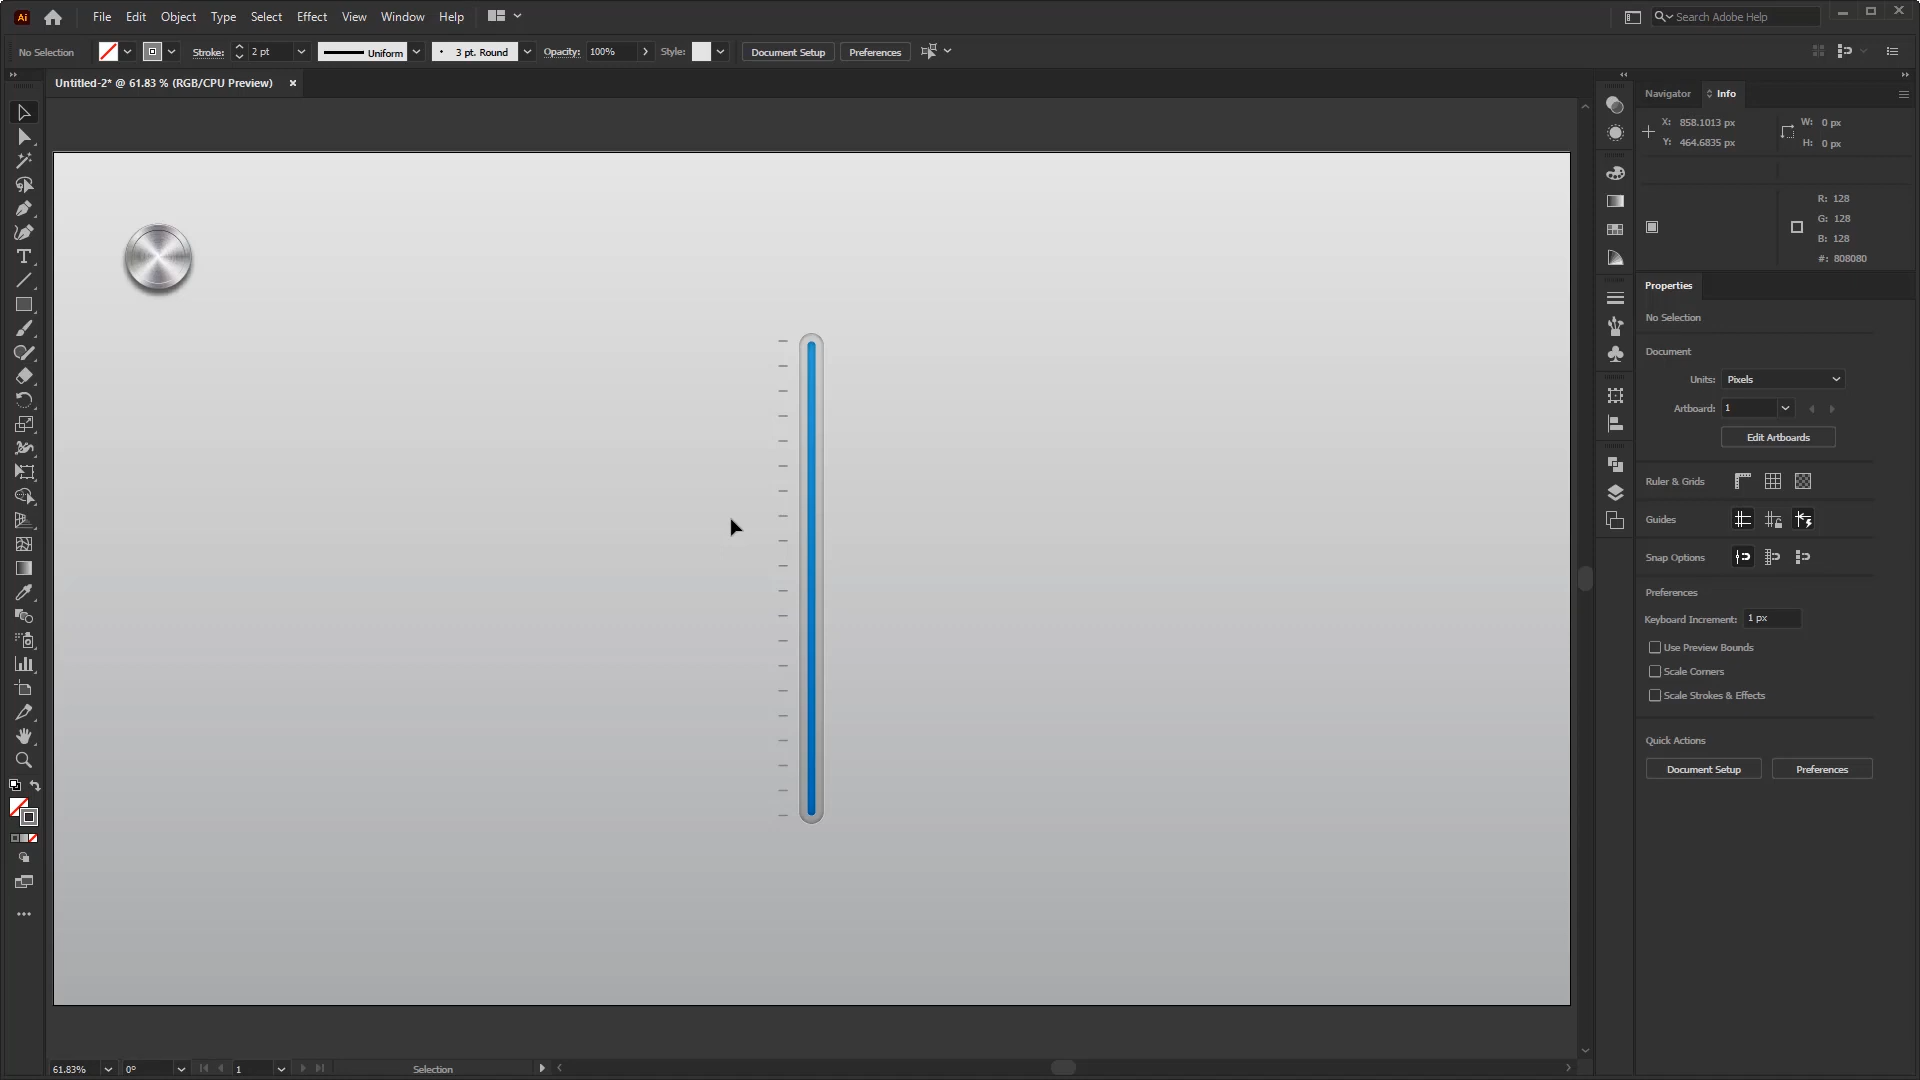 Ai File Edit Object Type Select Effect View Window Help Search Adobe Help
No Selection Stroke: 2 pt Uniform 3 pt. Round Opacity: 100% Style: Document Setup Preferences
Untitled-2* @ 61.83 % (RGB/CPU Preview) ×
Navigator Info
X: 858.1013 px W: 0 px
Y: 464.6835 px H: 0 px
R: 128
G: 128
B: 128
#: 808080
Properties
No Selection
Document
Units: Pixels
Artboard: 1
Edit Artboards
Ruler & Grids
Guides
Snap Options
Preferences
Keyboard Increment: 1 px
Use Preview Bounds
Scale Corners
Scale Strokes & Effects
Quick Actions
Document Setup Preferences
61.83% 0° 1 Selection